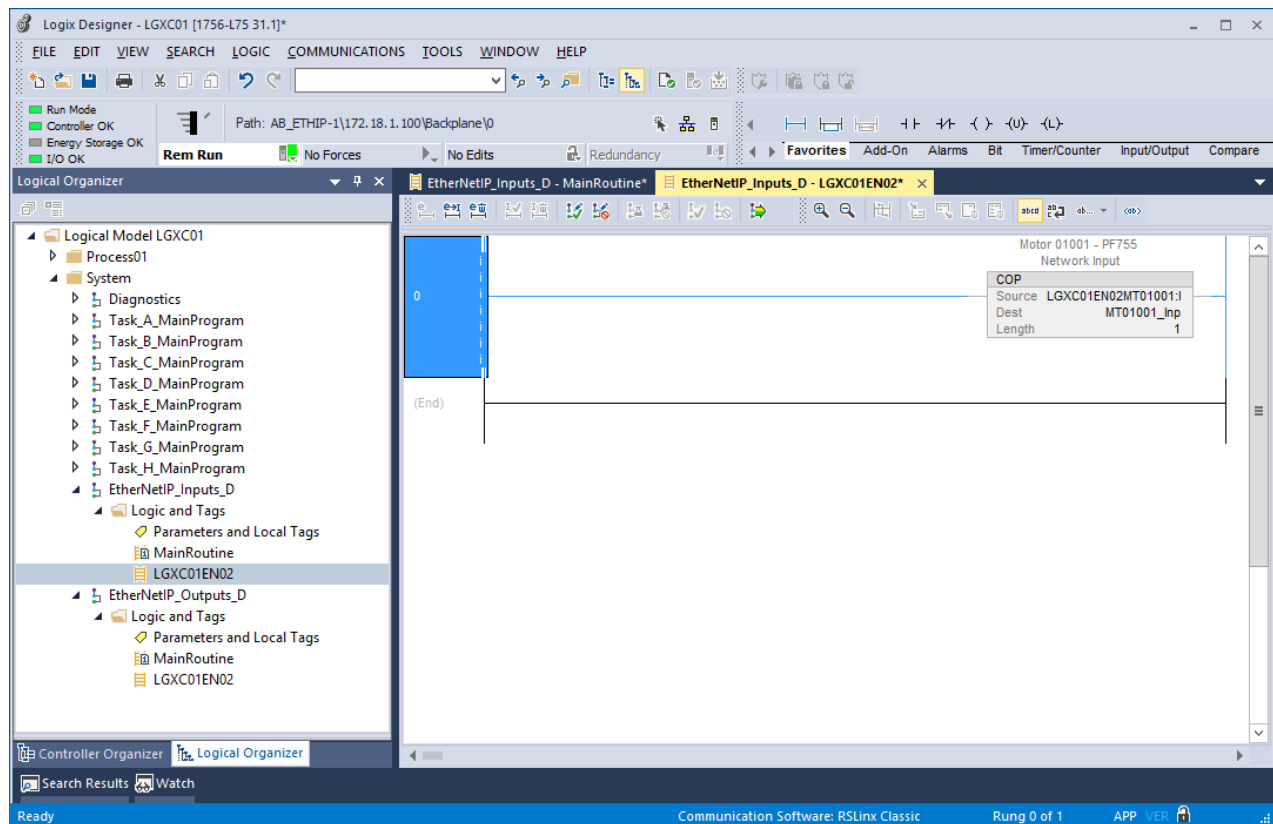 Logix Designer - LGXC01 [1756-L75 31.1]*
FILE EDIT VIEW SEARCH LOGIC COMMUNICATIONS TOOLS WINDOW HELP
Run Mode
Controller OK
Energy Storage OK
I/O OK
Path: AB_ETHIP-1\172.18.1.100\Backplane\0
Rem Run
No Forces
No Edits
Redundancy
Favorites Add-On Alarms Bit Timer/Counter Input/Output Compare
Logical Organizer
EtherNetIP_Inputs_D - MainRoutine*
EtherNetIP_Inputs_D - LGXC01EN02*
Logical Model LGXC01
Process01
System
Diagnostics
Task_A_MainProgram
Task_B_MainProgram
Task_C_MainProgram
Task_D_MainProgram
Task_E_MainProgram
Task_F_MainProgram
Task_G_MainProgram
Task_H_MainProgram
EtherNetIP_Inputs_D
Logic and Tags
Parameters and Local Tags
MainRoutine
LGXC01EN02
EtherNetIP_Outputs_D
Logic and Tags
Parameters and Local Tags
MainRoutine
LGXC01EN02
Motor 01001 - PF755
Network Input
COP
Source LGXC01EN02MT01001:I
Dest MT01001_Inp
Length 1
0
i
i
i
i
i
i
(End)
Controller Organizer
Logical Organizer
Search Results
Watch
Ready
Communication Software: RSLinx Classic
Rung 0 of 1
APP VER